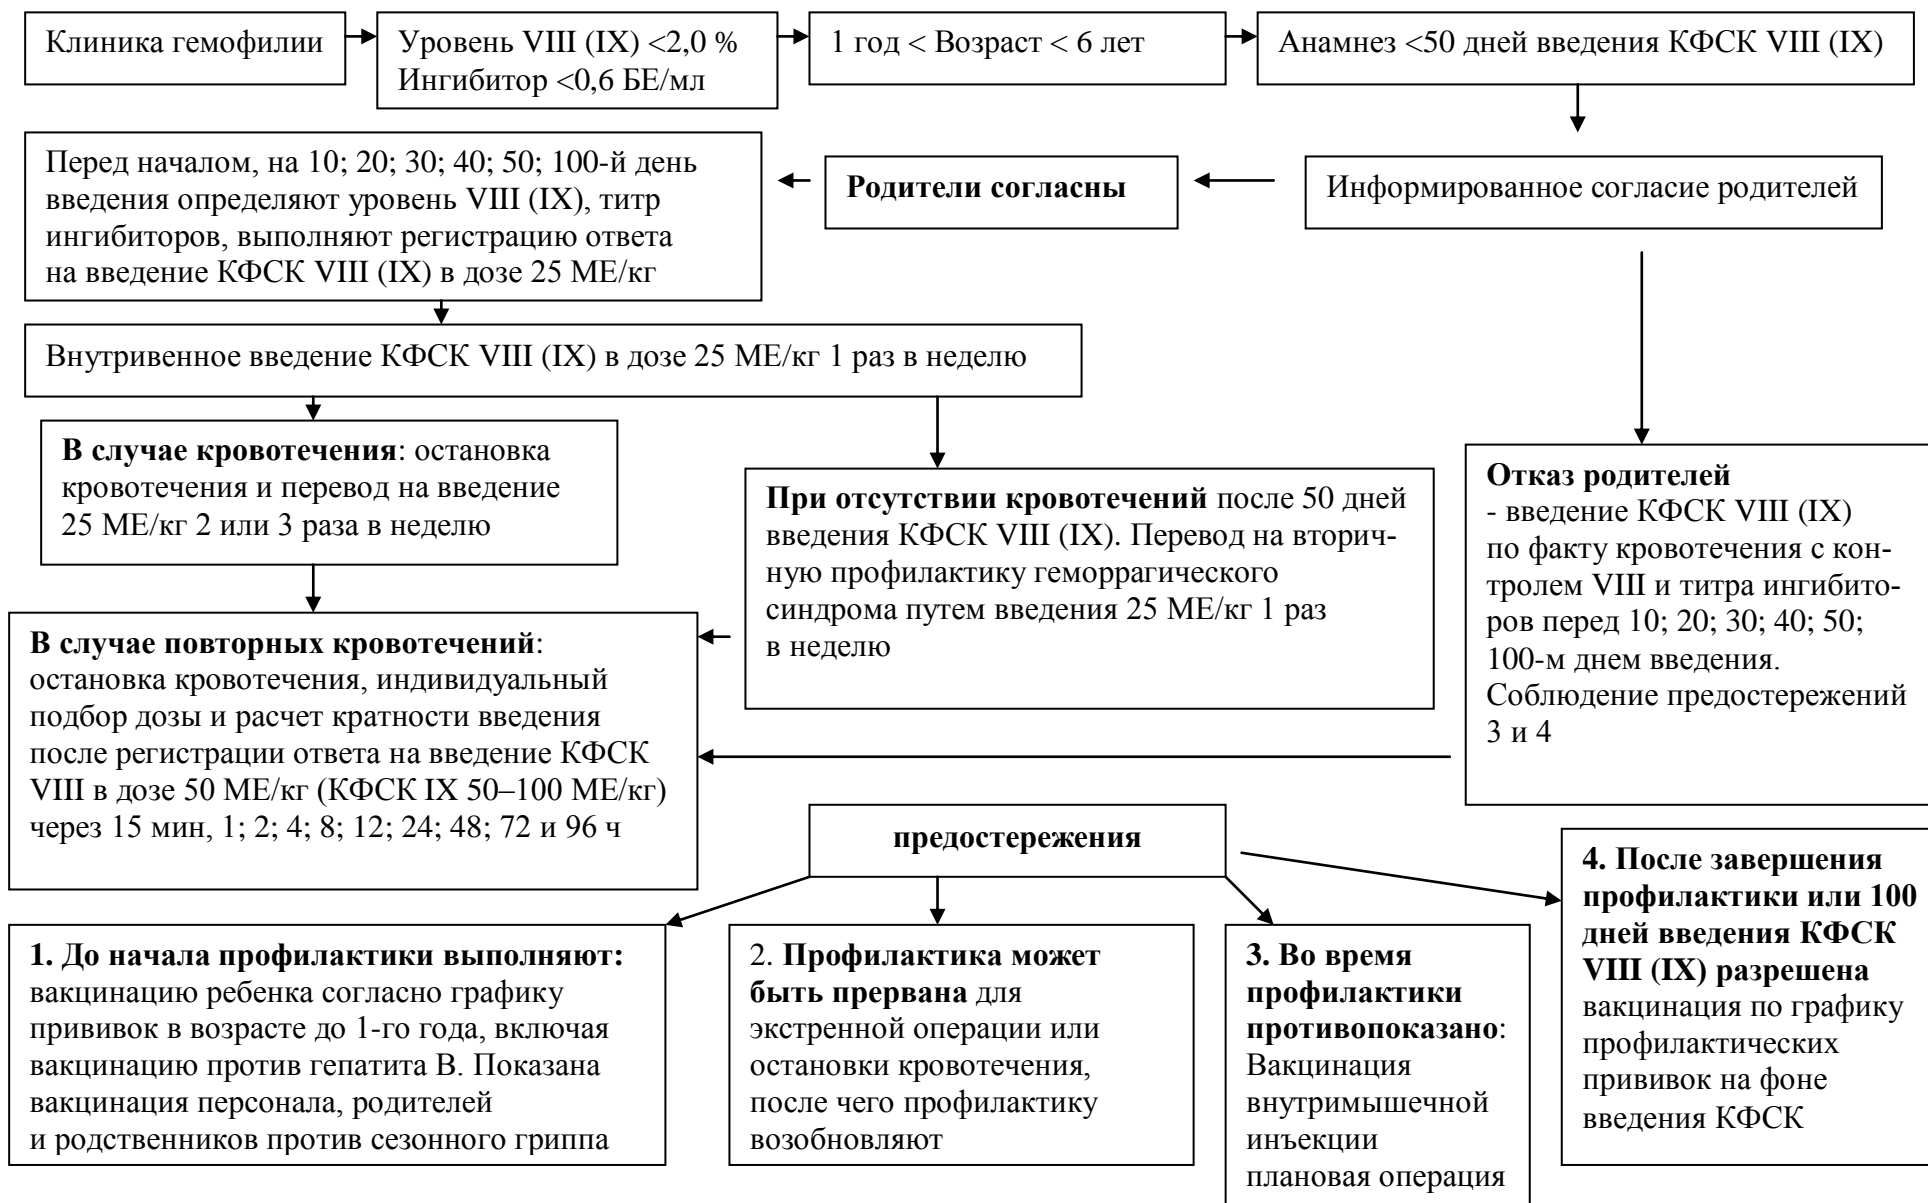 Клиника гемофилии
Уровень VIII (IX) <2,0 %
Ингибитор <0,6 БЕ/мл
1 год < Возраст < 6 лет
Анамнез <50 дней введения КФСК VIII (IX)
Перед началом, на 10; 20; 30; 40; 50; 100-й день
введения определяют уровень VIII (IX), титр
ингибиторов, выполняют регистрацию ответа
на введение КФСК VIII (IX) в дозе 25 МЕ/кг
Родители согласны
Информированное согласие родителей
Внутривенное введение КФСК VIII (IX) в дозе 25 МЕ/кг 1 раз в неделю
В случае кровотечения: остановка
кровотечения и перевод на введение
25 МЕ/кг 2 или 3 раза в неделю
При отсутствии кровотечений после 50 дней
введения КФСК VIII (IX). Перевод на вторич-
ную профилактику геморрагического
синдрома путем введения 25 МЕ/кг 1 раз
в неделю
Отказ родителей
- введение КФСК VIII (IX)
по факту кровотечения с кон-
тролем VIII и титра ингибито-
ров перед 10; 20; 30; 40; 50;
100-м днем введения.
Соблюдение предостережений
3 и 4
В случае повторных кровотечений:
остановка кровотечения, индивидуальный
подбор дозы и расчет кратности введения
после регистрации ответа на введение КФСК
VIII в дозе 50 МЕ/кг (КФСК IX 50–100 МЕ/кг)
через 15 мин, 1; 2; 4; 8; 12; 24; 48; 72 и 96 ч
предостережения
1. До начала профилактики выполняют:
вакцинацию ребенка согласно графику
прививок в возрасте до 1-го года, включая
вакцинацию против гепатита В. Показана
вакцинация персонала, родителей
и родственников против сезонного гриппа
2. Профилактика может
быть прервана для
экстренной операции или
остановки кровотечения,
после чего профилактику
возобновляют
3. Во время
профилактики
противопоказано:
Вакцинация
внутримышечной
инъекции
плановая операция
4. После завершения
профилактики или 100
дней введения КФСК
VIII (IX) разрешена
вакцинация по графику
профилактических
прививок на фоне
введения КФСК